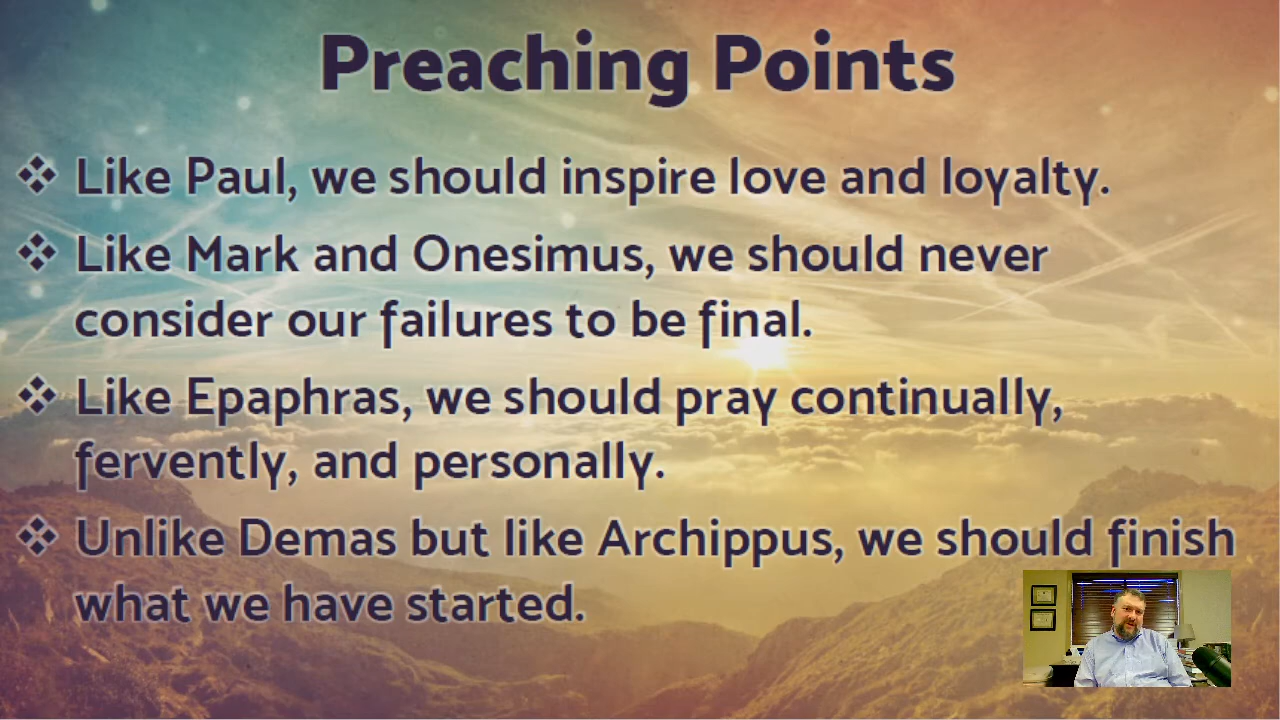 Preaching Points
❖ Like Paul, we should inspire love and loyalty.
❖ Like Mark and Onesimus, we should never
consider our failures to be final.
❖ Like Epaphras, we should pray continually,
fervently, and personally.
❖ Unlike Demas but like Archippus, we should finish
what we have started.